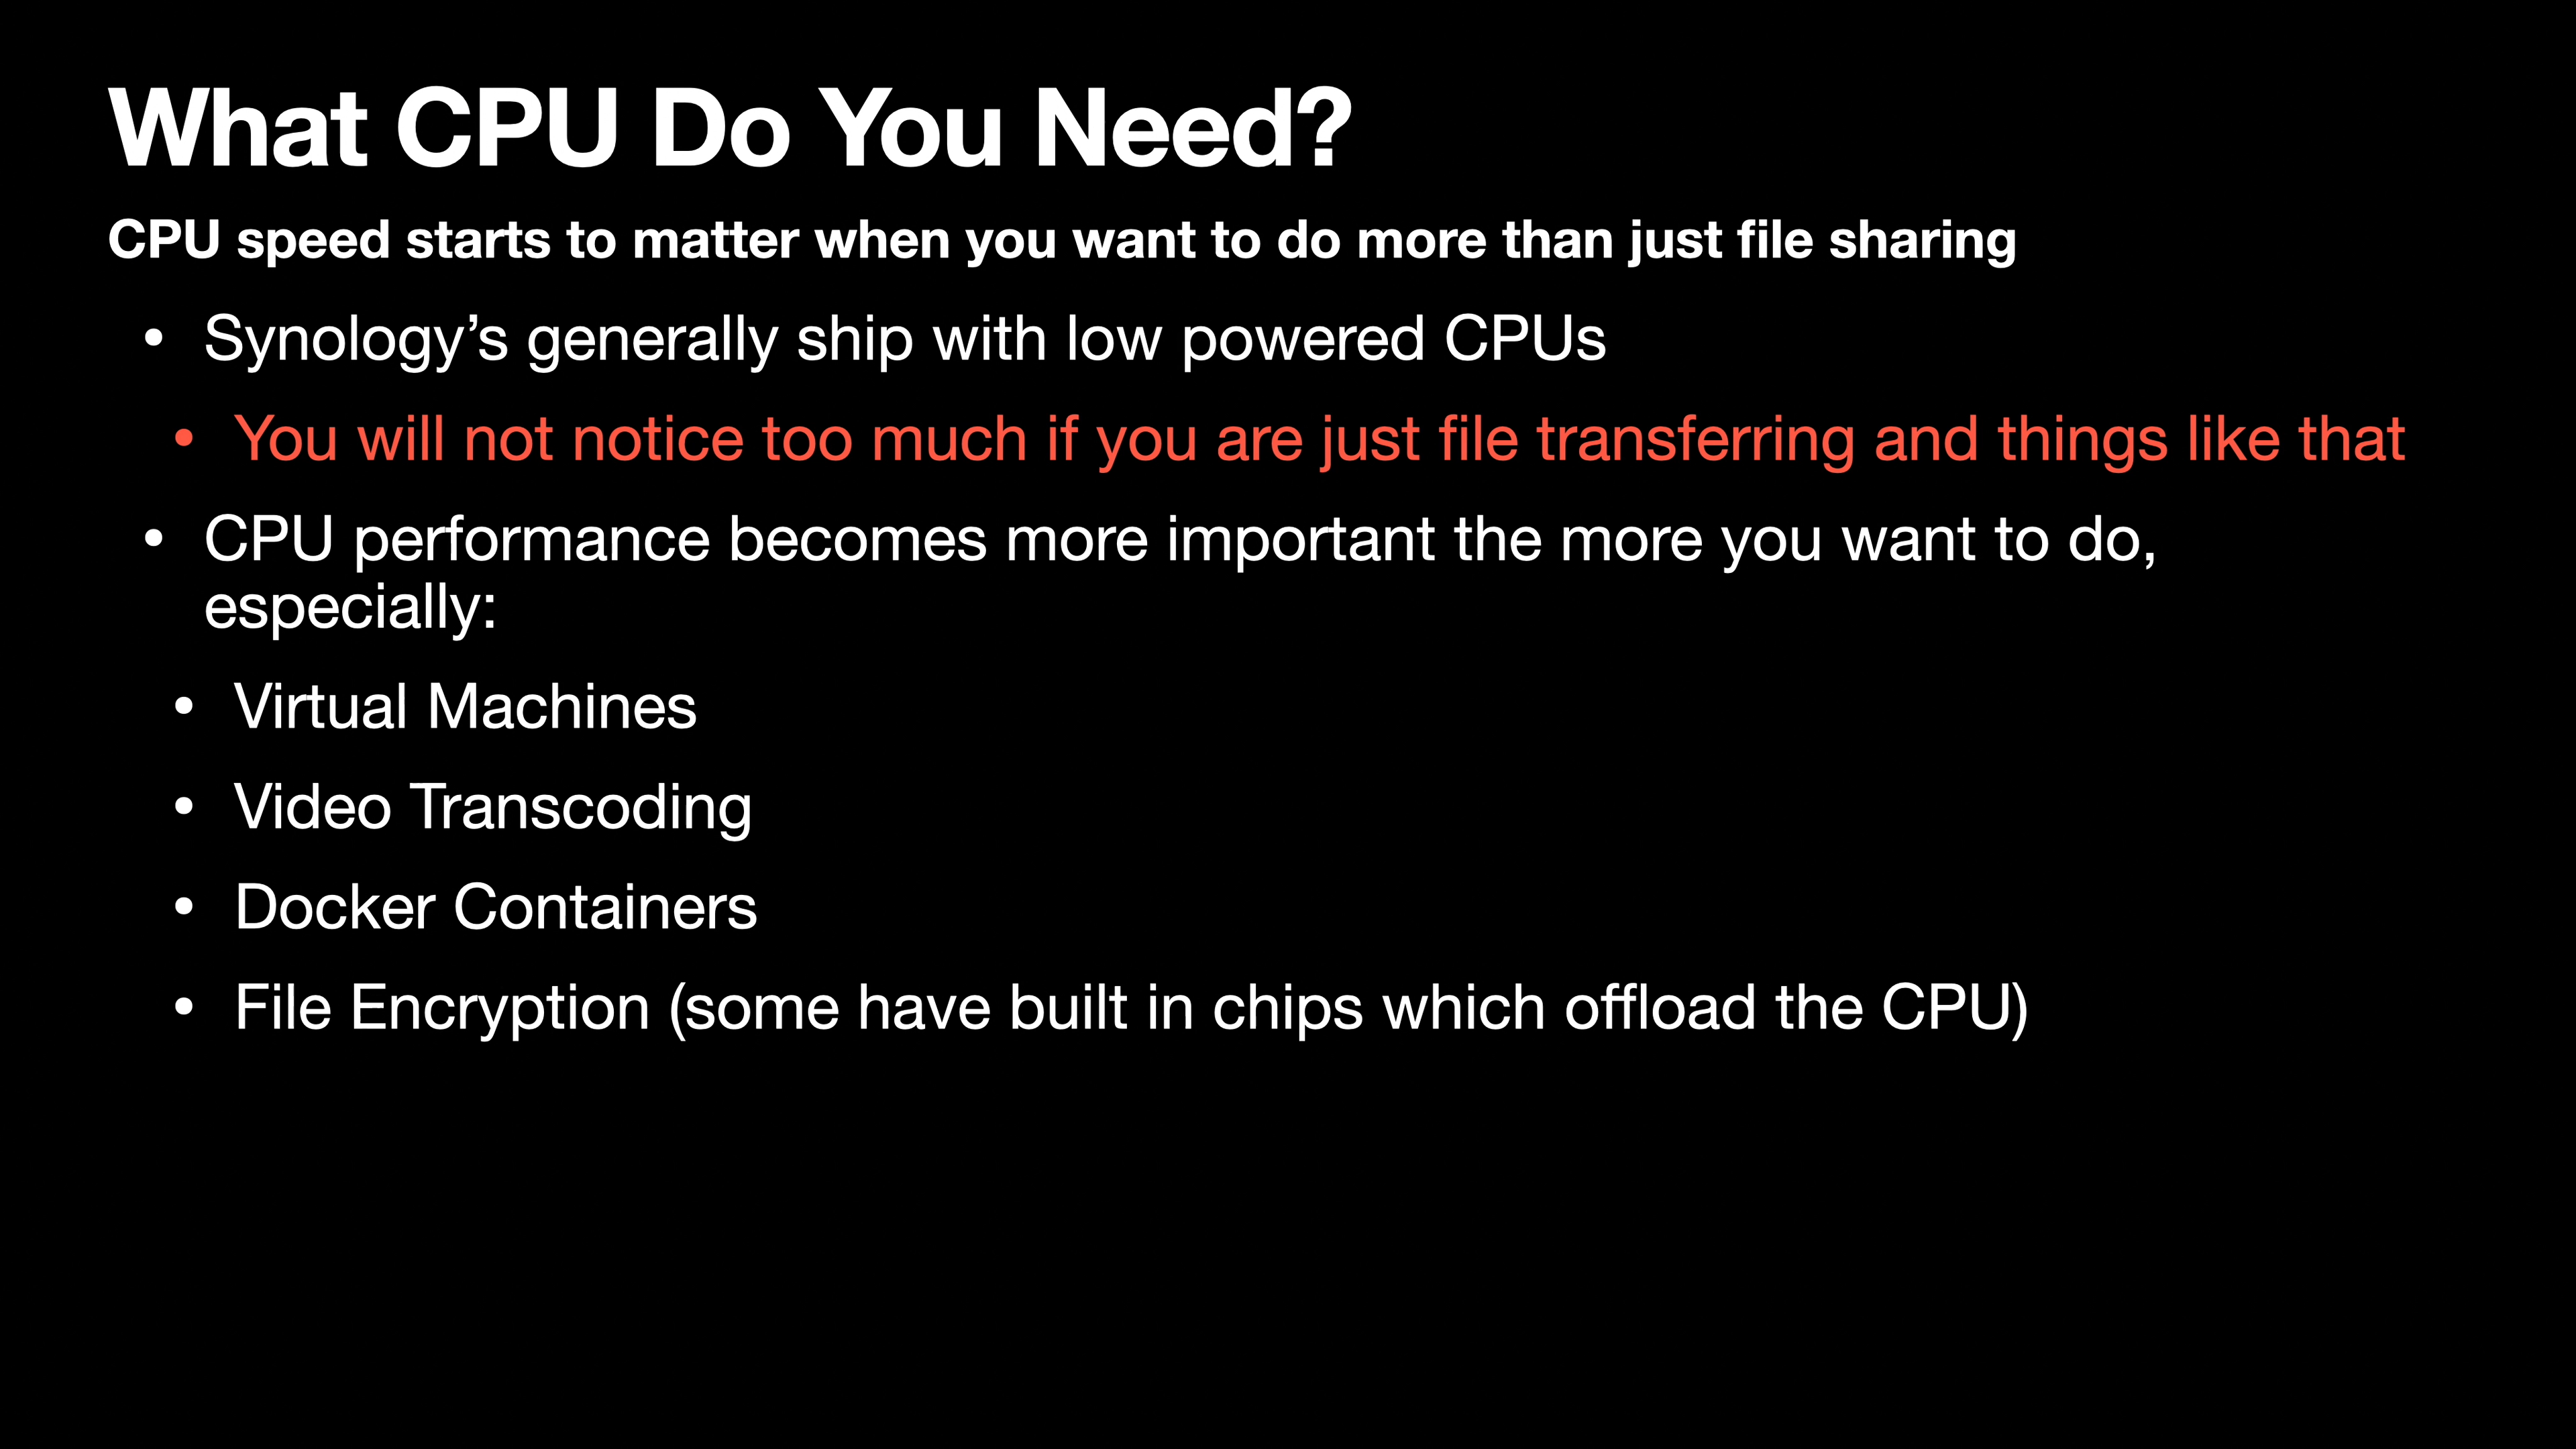 What CPU Do You Need?
CPU speed starts to matter when you want to do more than just file sharing
• Synology’s generally ship with low powered CPUs
• You will not notice too much if you are just file transferring and things like that
• CPU performance becomes more important the more you want to do,
especially:
• Virtual Machines
• Video Transcoding
• Docker Containers
• File Encryption (some have built in chips which offload the CPU)